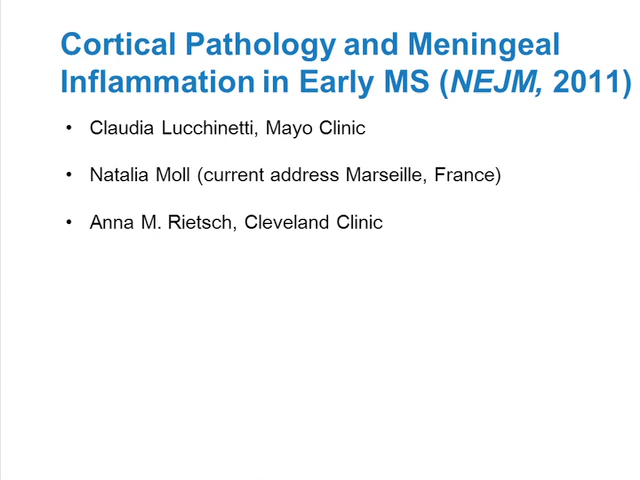 Cortical Pathology and Meningeal
Inflammation in Early MS (NEJM, 2011)
• Claudia Lucchinetti, Mayo Clinic
• Natalia Moll (current address Marseille, France)
• Anna M. Rietsch, Cleveland Clinic